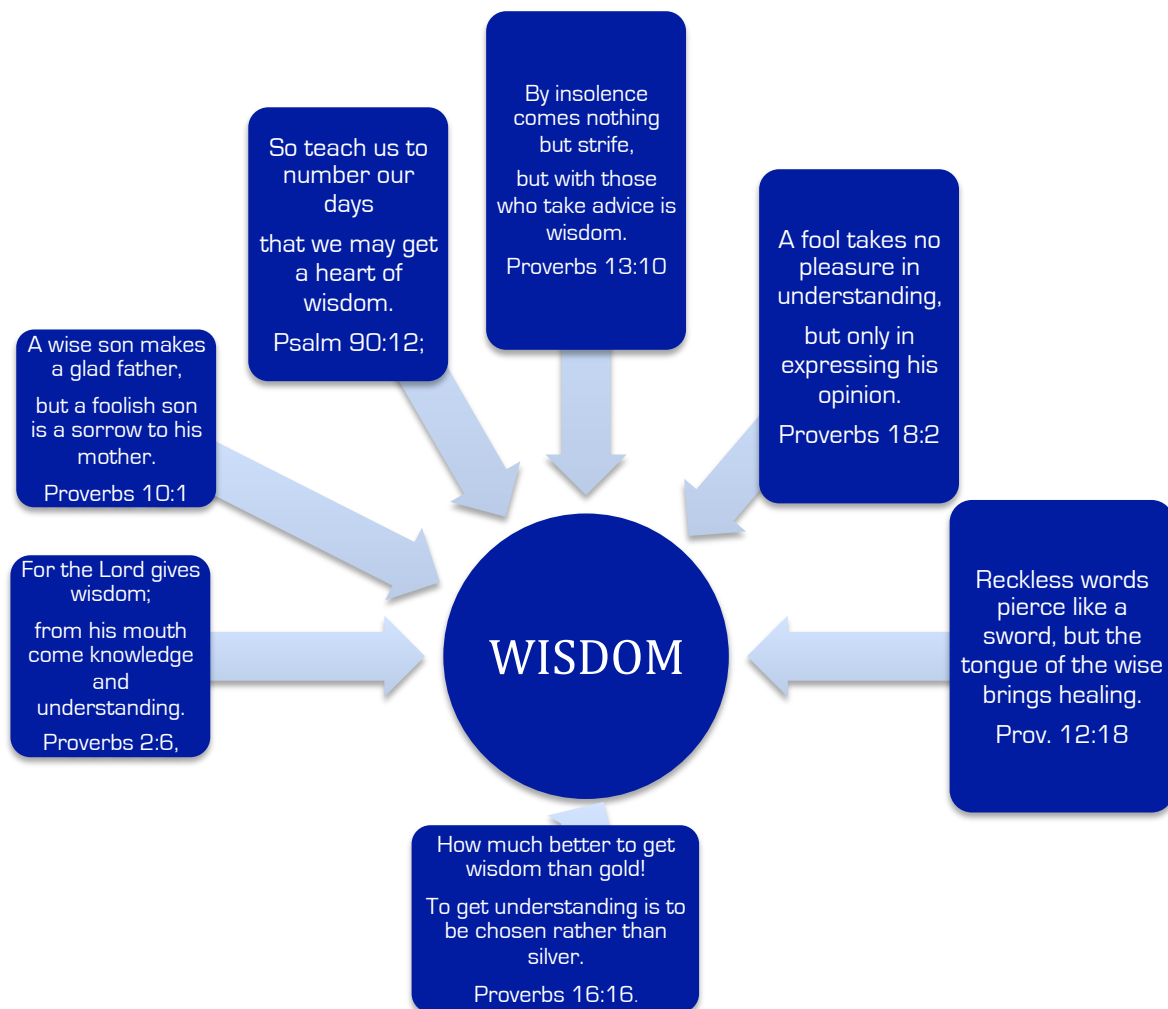 By insolence
comes nothing
but strife,
but with those
who take advice is
wisdom.
Proverbs 13:10
So teach us to
number our
days
that we may get
a heart of
wisdom.
Psalm 90:12;
A fool takes no
pleasure in
understanding,
but only in
expressing his
opinion.
Proverbs 18:2
A wise son makes
a glad father,
but a foolish son
is a sorrow to his
mother.
Proverbs 10:1
For the Lord gives
wisdom;
from his mouth
come knowledge
and
understanding.
Proverbs 2:6,
WISDOM
Reckless words
pierce like a
sword, but the
tongue of the wise
brings healing.
Prov. 12:18
How much better to get
wisdom than gold!
To get understanding is to
be chosen rather than
silver.
Proverbs 16:16.